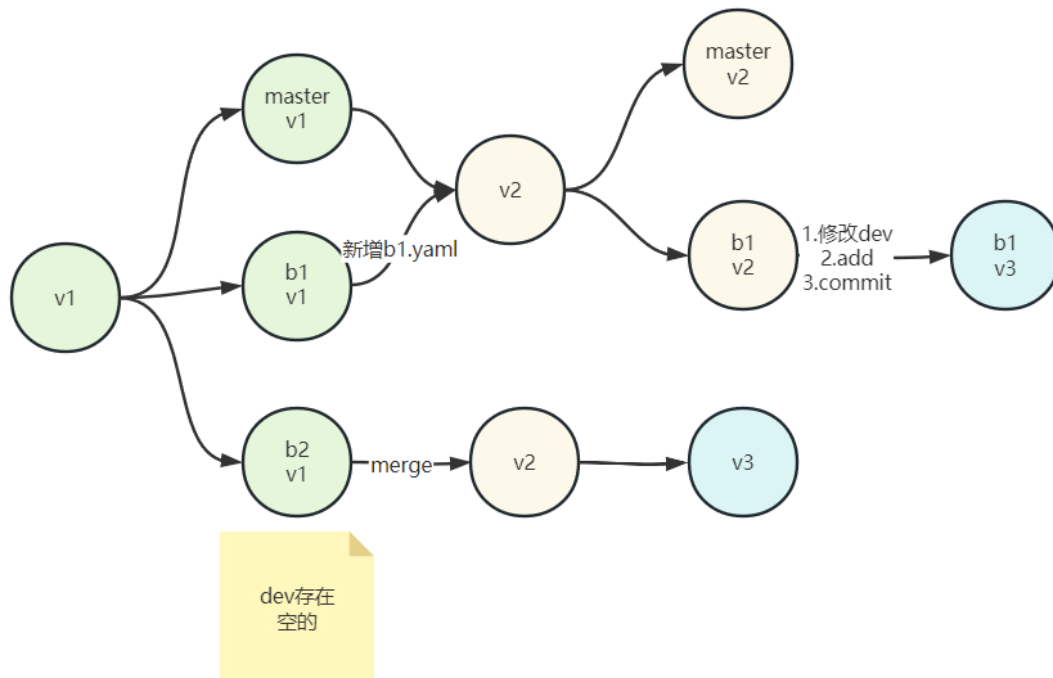 master
v2
master
v1
v2
新增b1.yaml
b1
v1
b1
v2
1.修改dev
2.add
3.commit
b1
v3
v1
b2
v1
merge
v2
v3
dev存在
空的